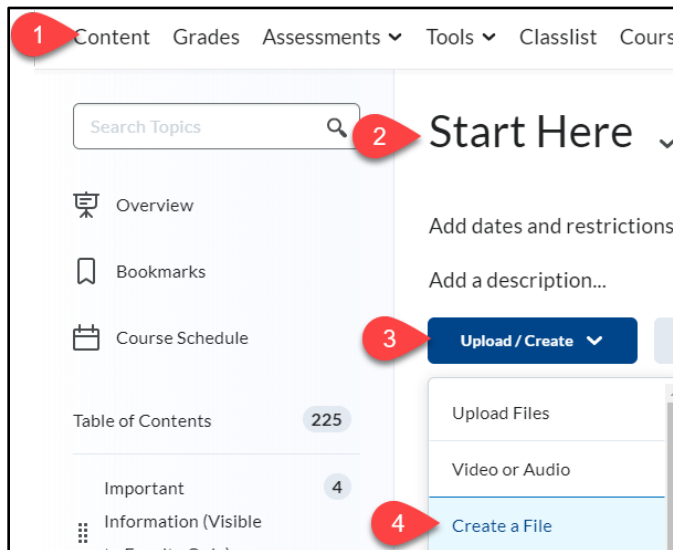 1 Content Grades Assessments Tools Classlist Cours
Search Topics
2 Start Here
Overview
Add dates and restrictions
Bookmarks
Add a description...
Course Schedule
3 Upload / Create
Table of Contents 225
Upload Files
Video or Audio
Important 4
Information (Visible
4 Create a File